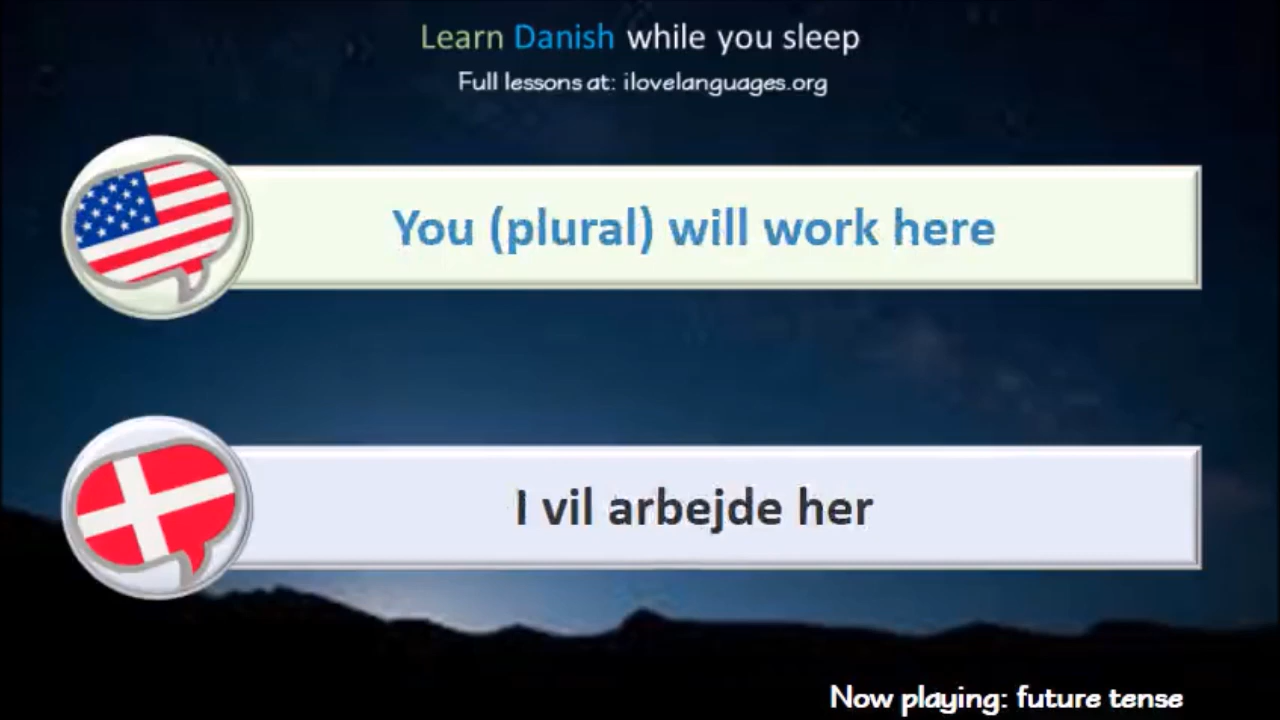 Learn Danish while you sleep
Full lessons at: ilovelanguages.org
You (plural) will work here
I vil arbejde her
Now playing: future tense